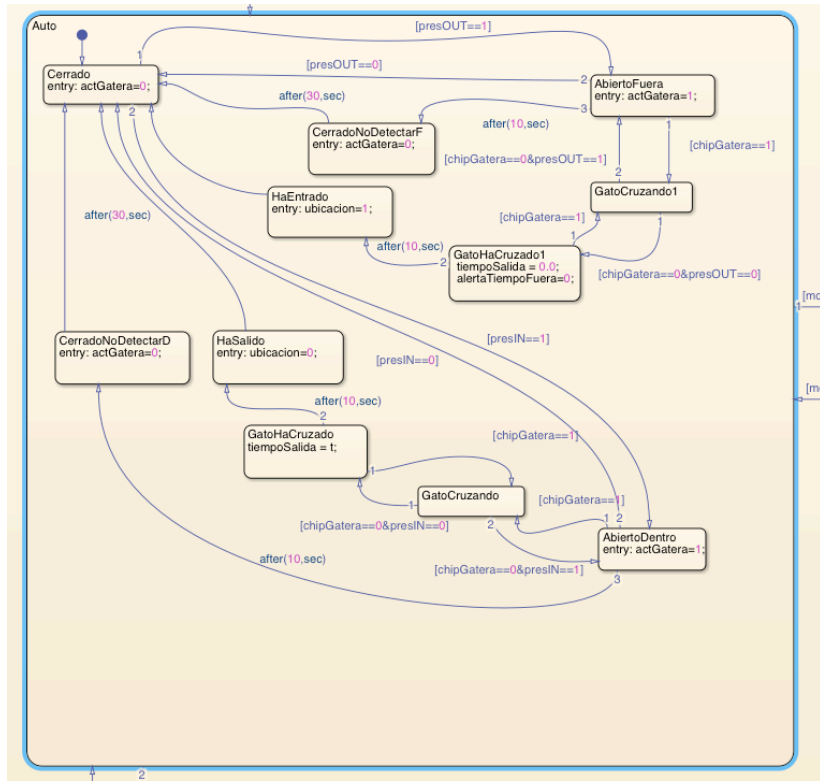 Auto
[presOUT==1]
1
[presOUT==0]
Cerrado
entry: actGatera=0;
2
AbiertoFuera
entry: actGatera=1;
after(30,sec)
3
2
CerradoNoDetectarF
entry: actGatera=0;
after(10,sec)
1
[chipGatera==1]
[chipGatera==0&presOUT==1]
2
HaEntrado
entry: ubicacion=1;
GatoCruzando1
after(30,sec)
[chipGatera==1]
1
1
after(10,sec)
2
GatoHaCruzado1
tiempoSalida = 0.0;
alertaTiempoFuera=0;
[chipGatera==0&presOUT==0]
1
CerradoNoDetectarD
entry: actGatera=0;
HaSalido
entry: ubicacion=0;
[presIN==1]
[presIN==0]
after(10,sec)
2
GatoHaCruzado
tiempoSalida = t;
[chipGatera==1]
1
GatoCruzando
[chipGatera==1]
1
[chipGatera==0&presIN==0]
2
1
2
AbiertoDentro
entry: actGatera=1;
after(10,sec)
[chipGatera==0&presIN==1]
3
2